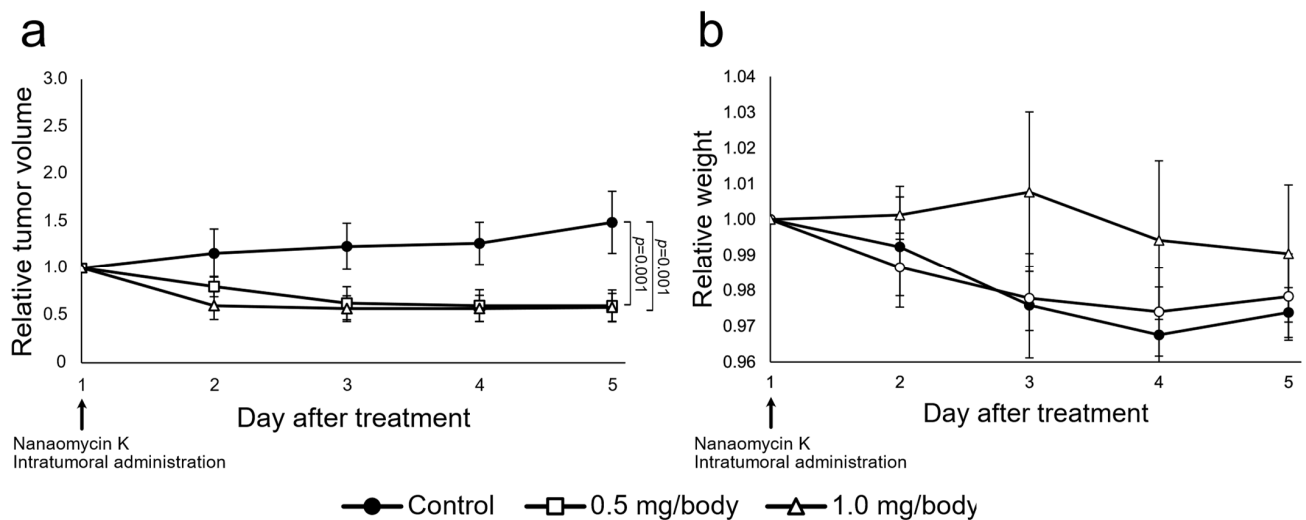 a
b
3.0
2.5
2.0
1.5
1.0
0.5
0
Relative tumor volume
1 2 3 4 5
Day after treatment
p=0.001
p=0.001
Nanaomycin K
Intratumoral administration
1.04
1.03
1.02
1.01
1.00
0.99
0.98
0.97
0.96
Relative weight
1 2 3 4 5
Day after treatment
Nanaomycin K
Intratumoral administration
Control 0.5 mg/body 1.0 mg/body